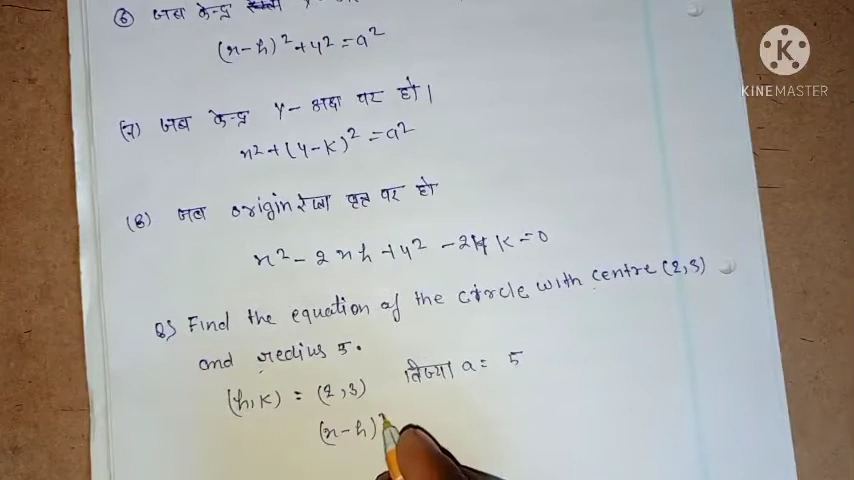 (6) जब केन्द्र
(x-h)² + y² = a²
(7) जब केन्द्र Y- अक्ष पर हो।
x² + (y-k)² = a²
(8) जब origin रेखा वृत्त पर हो
x² - 2xh + y² - 2yk = 0
Q) Find the equation of the circle with centre (2,3)
and redius 5.
(h,k) = (2,3) त्रिज्या a = 5
(x-h)²
K
KINEMASTER